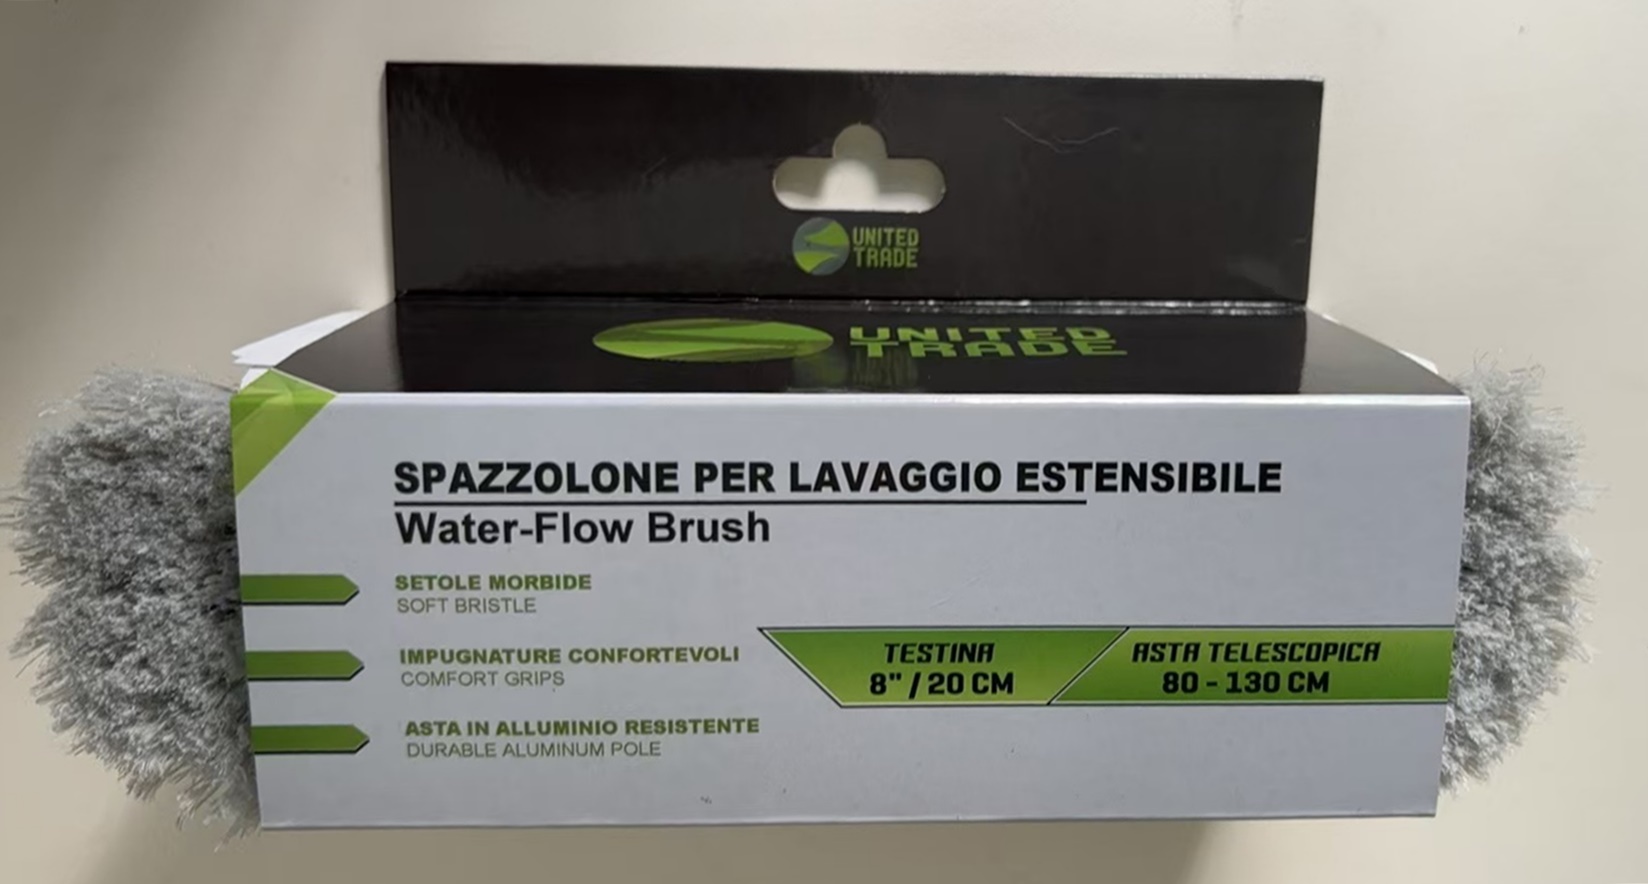 UNITED
TRADE
UNITED
TRADE
SPAZZOLONE PER LAVAGGIO ESTENSIBILE
Water-Flow Brush
SETOLE MORBIDE
SOFT BRISTLE
IMPUGNATURE CONFORTEVOLI
COMFORT GRIPS
ASTA IN ALLUMINIO RESISTENTE
DURABLE ALUMINUM POLE
TESTINA
8" / 20 CM
ASTA TELESCOPICA
80 - 130 CM